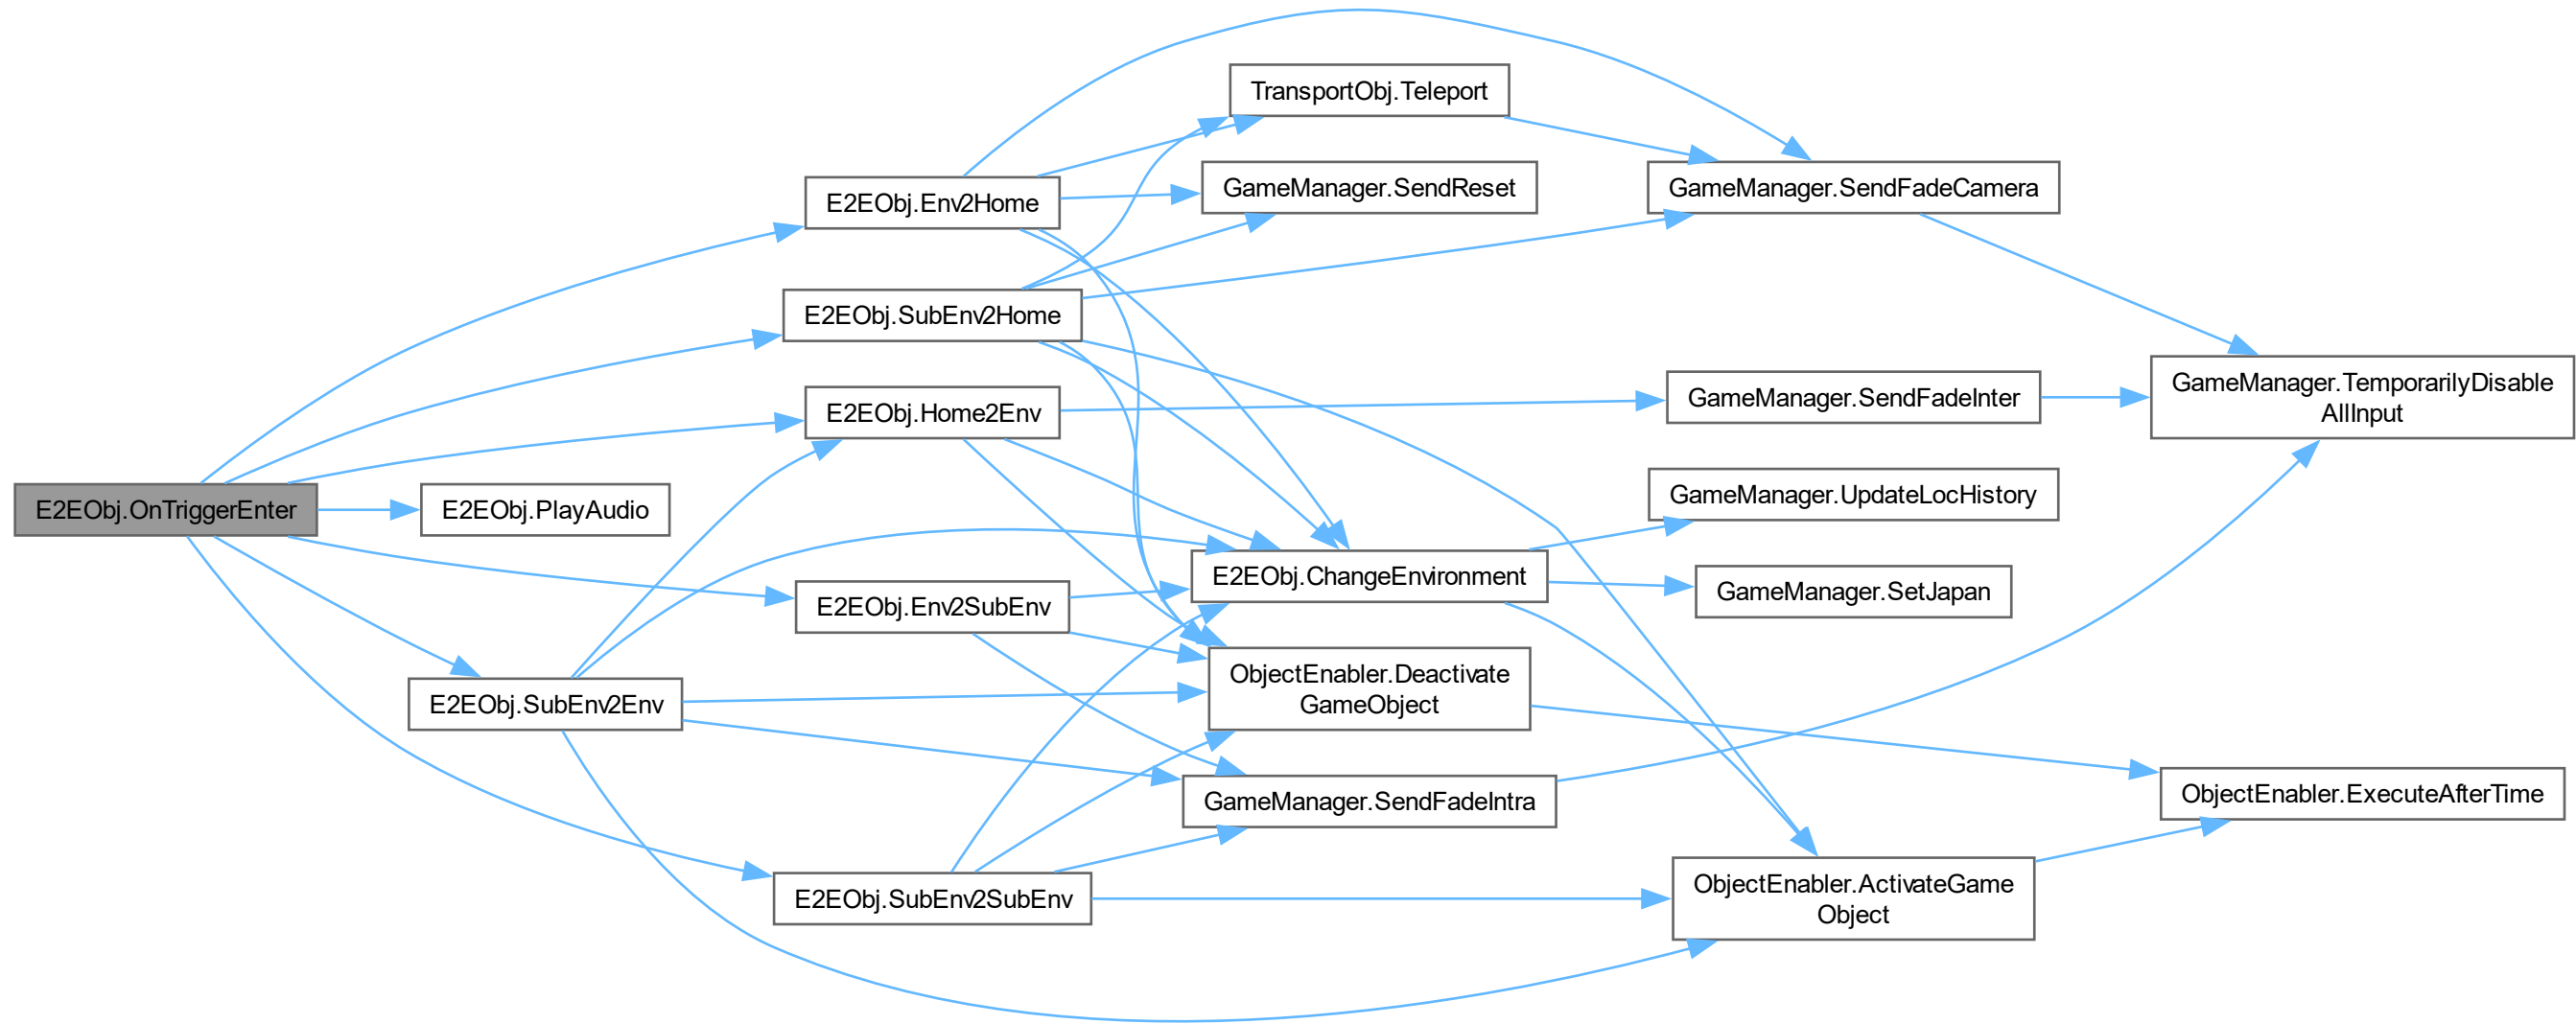 E2EObj.OnTriggerEnter
E2EObj.Env2Home
E2EObj.SubEnv2Home
E2EObj.Home2Env
E2EObj.PlayAudio
E2EObj.Env2SubEnv
E2EObj.SubEnv2Env
E2EObj.SubEnv2SubEnv
TransportObj.Teleport
GameManager.SendReset
E2EObj.ChangeEnvironment
ObjectEnabler.Deactivate
GameObject
GameManager.SendFadeIntra
GameManager.SendFadeCamera
GameManager.SendFadeInter
GameManager.UpdateLocHistory
GameManager.SetJapan
ObjectEnabler.ActivateGame
Object
GameManager.TemporarilyDisable
AllInput
ObjectEnabler.ExecuteAfterTime